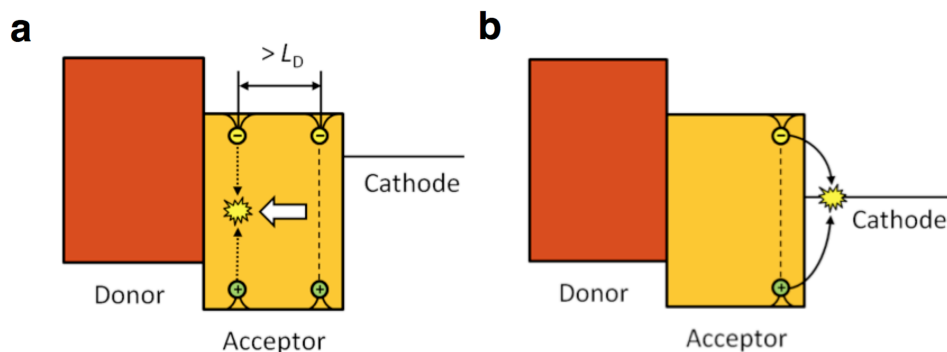 a
> L_D
Cathode
Donor
Acceptor
b
Cathode
Donor
Acceptor